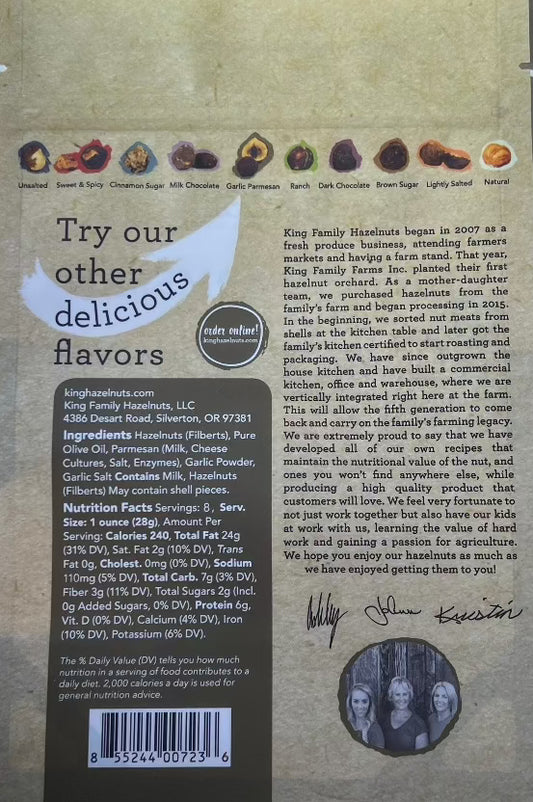 Unsalted Sweet & Spicy Cinnamon Sugar Milk Chocolate Garlic Parmesan Ranch Dark Chocolate Brown Sugar Lightly Salted Natural
Try our
other
delicious
flavors
order online!
kinghazelnuts.com
kinghazelnuts.com
King Family Hazelnuts, LLC
4386 Desart Road, Silverton, OR 97381
Ingredients Hazelnuts (Filberts), Pure
Olive Oil, Parmesan (Milk, Cheese
Cultures, Salt, Enzymes), Garlic Powder,
Garlic Salt Contains Milk, Hazelnuts
(Filberts) May contain shell pieces.
Nutrition Facts Servings: 8 , Serv.
Size: 1 ounce (28g), Amount Per
Serving: Calories 240, Total Fat 24g
(31% DV), Sat. Fat 2g (10% DV), Trans
Fat 0g, Cholest. 0mg (0% DV), Sodium
110mg (5% DV), Total Carb. 7g (3% DV),
Fiber 3g (11% DV), Total Sugars 2g (Incl.
0g Added Sugars, 0% DV), Protein 6g,
Vit. D (0% DV), Calcium (4% DV), Iron
(10% DV), Potassium (6% DV).
The % Daily Value (DV) tells you how much
nutrition in a serving of food contributes to a
daily diet. 2,000 calories a day is used for
general nutrition advice.
8 55244 00723 6
King Family Hazelnuts began in 2007 as a
fresh produce business, attending farmers
markets and having a farm stand. That year,
King Family Farms Inc. planted their first
hazelnut orchard. As a mother-daughter
team, we purchased hazelnuts from the
family's farm and began processing in 2015.
In the beginning, we sorted nut meats from
shells at the kitchen table and later got the
family's kitchen certified to start roasting and
packaging. We have since outgrown the
house kitchen and have built a commercial
kitchen, office and warehouse, where we are
vertically integrated right here at the farm.
This will allow the fifth generation to come
back and carry on the family's farming legacy.
We are extremely proud to say that we have
developed all of our own recipes that
maintain the nutritional value of the nut, and
ones you won't find anywhere else, while
producing a high quality product that
customers will love. We feel very fortunate to
not just work together but also have our kids
at work with us, learning the value of hard
work and gaining a passion for agriculture.
We hope you enjoy our hazelnuts as much as
we have enjoyed getting them to you!
Ashley Kristin